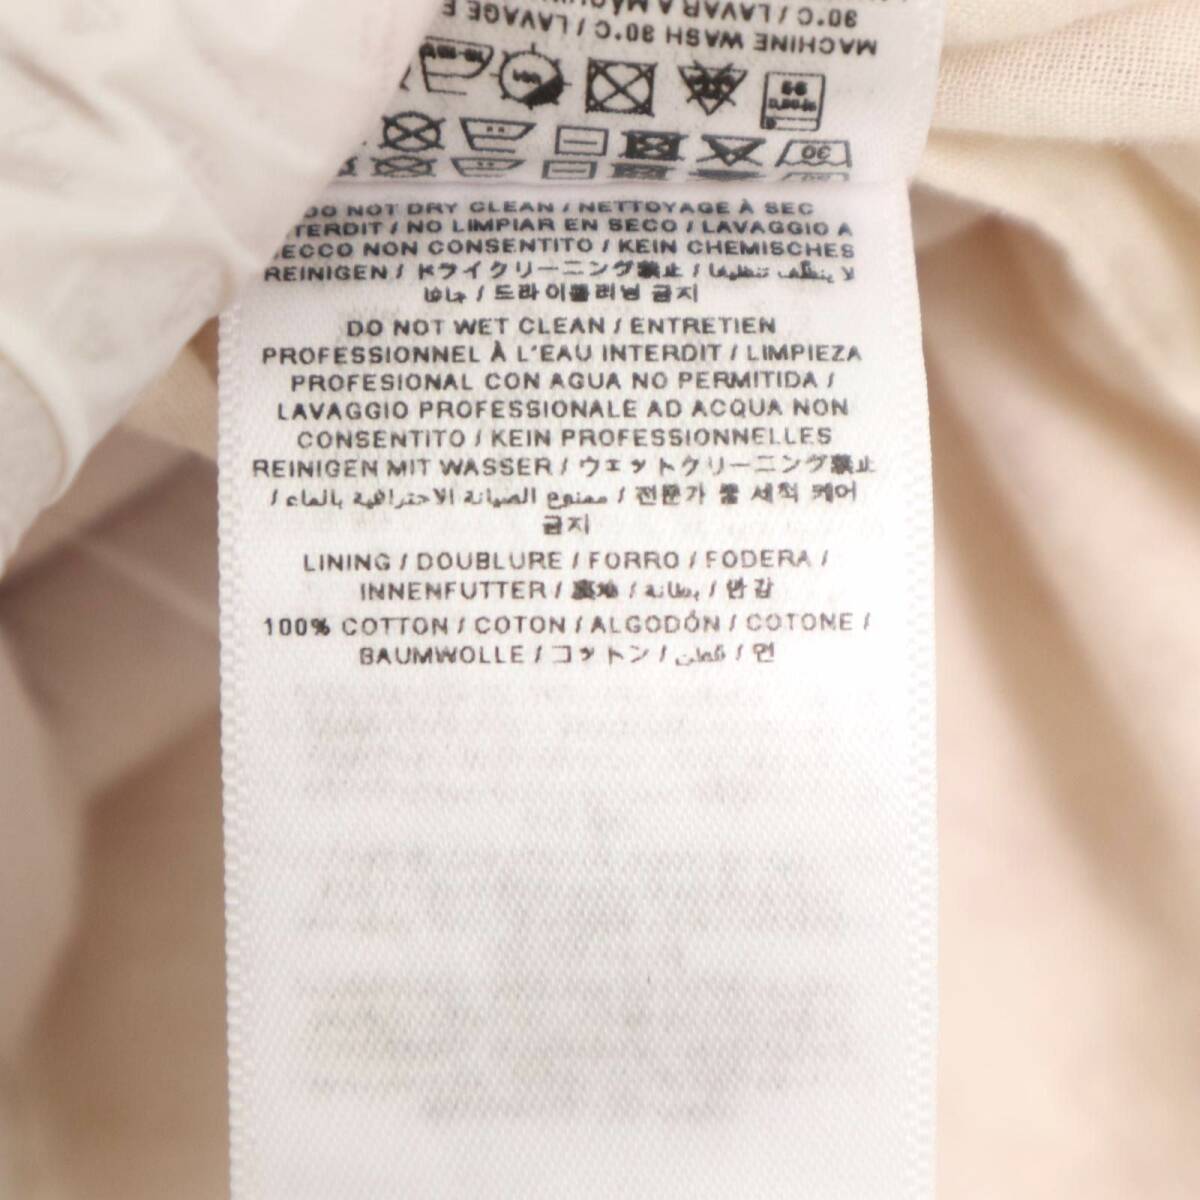 MACHINE WASH 30°C / LAVAGE
30°C / LAVAR A
30
DO NOT DRY CLEAN / NETTOYAGE À SEC
TERDIT / NO LIMPIAR EN SECO / LAVAGGIO A
SECCO NON CONSENTITO / KEIN CHEMISCHES
REINIGEN / ドライクリーニング禁止 / لا ينظف تنظيفا
جافا / 드라이클리닝 금지
DO NOT WET CLEAN / ENTRETIEN
PROFESSIONNEL À L'EAU INTERDIT / LIMPIEZA
PROFESIONAL CON AGUA NO PERMITIDA /
LAVAGGIO PROFESSIONALE AD ACQUA NON
CONSENTITO / KEIN PROFESSIONNELLES
REINIGEN MIT WASSER / ウェットクリーニング禁止
/ ممنوع الصيانة الاحترافية بالماء / 전문가 물 세척 케어
금지
LINING / DOUBLURE / FORRO / FODERA /
INNENFUTTER / 裏地 / بطانة / 안감
100% COTTON / COTON / ALGODÓN / COTONE /
BAUMWOLLE / コットン / قطن / 면